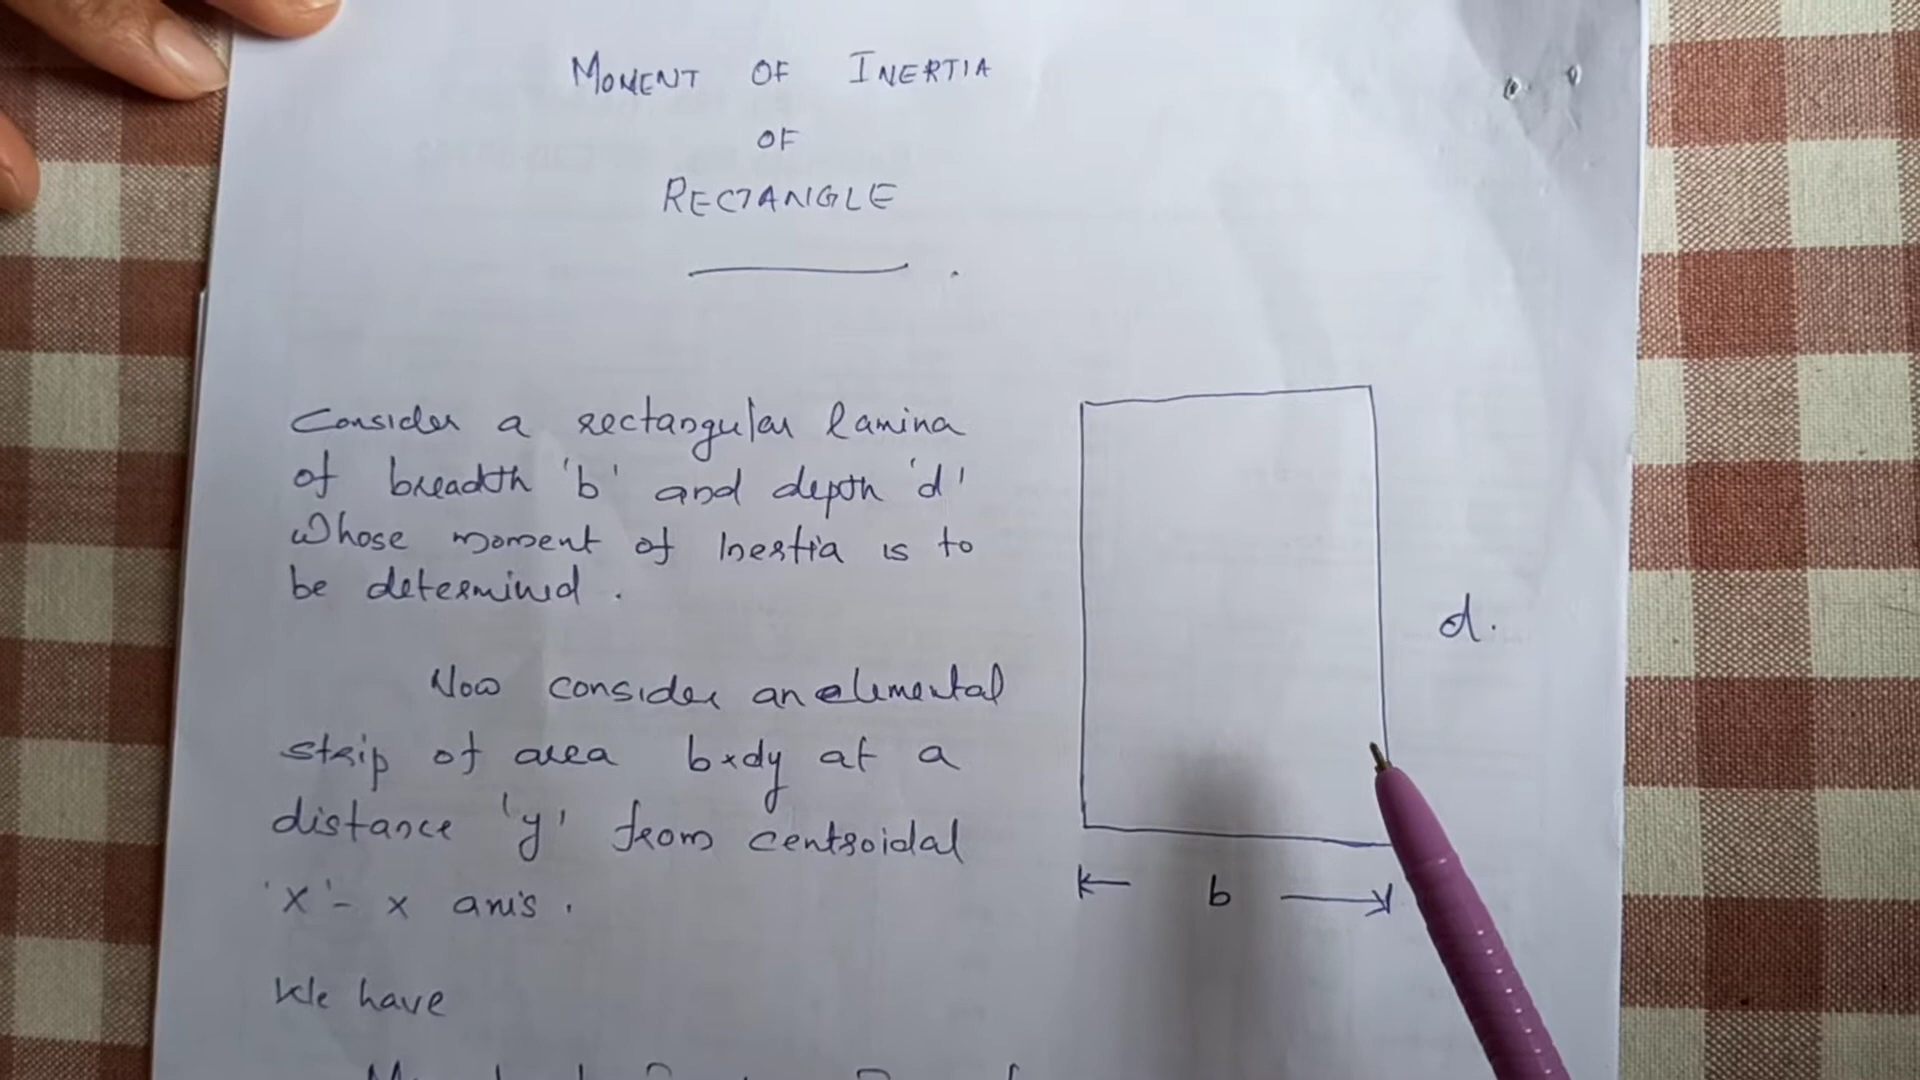 MOMENT OF INERTIA
OF
RECTANGLE
Consider a rectangular lamina
of breadth 'b' and depth 'd'
whose moment of Inertia is to
be determined .
Now consider an elemental
strip of area b×dy at a
distance 'y' from centroidal
'x' - x axis .
We have
d.
b